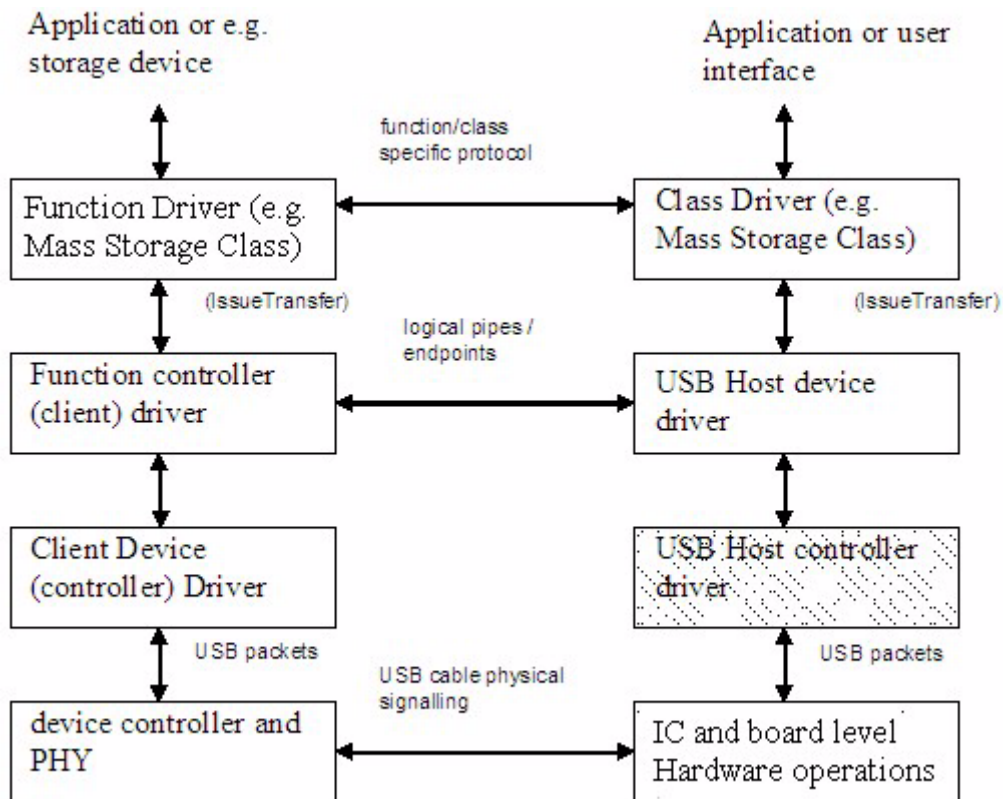 Application or e.g.
storage device
Application or user
interface
function/class
specific protocol
Function Driver (e.g.
Mass Storage Class)
Class Driver (e.g.
Mass Storage Class)
(IssueTransfer)
(IssueTransfer)
logical pipes /
endpoints
Function controller
(client) driver
USB Host device
driver
Client Device
(controller) Driver
USB Host controller
driver
USB packets
USB packets
USB cable physical
signalling
device controller and
PHY
IC and board level
Hardware operations